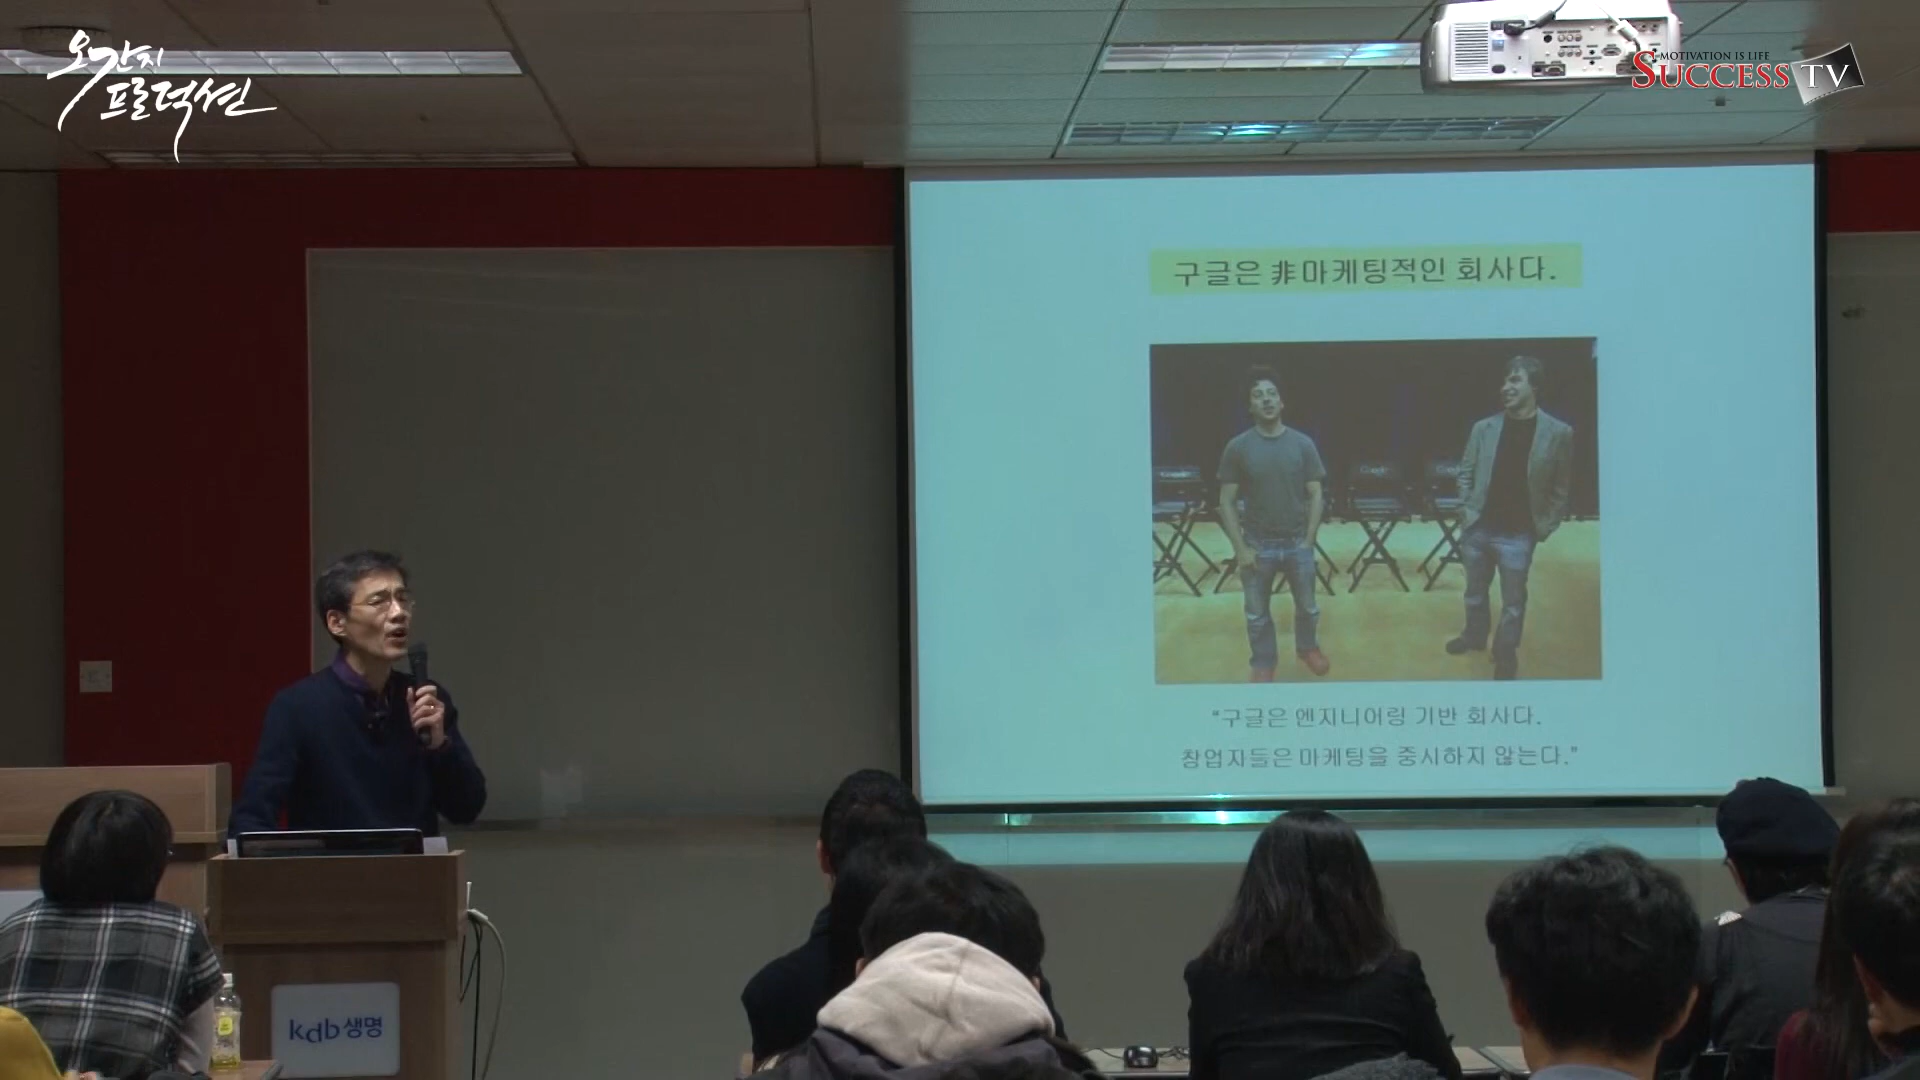 오간지
프로덕션
MOTIVATION IS LIFE
SUCCESS TV
구글은 非마케팅적인 회사다.
Google
“구글은 엔지니어링 기반 회사다.
창업자들은 마케팅을 중시하지 않는다.”
kdb생명